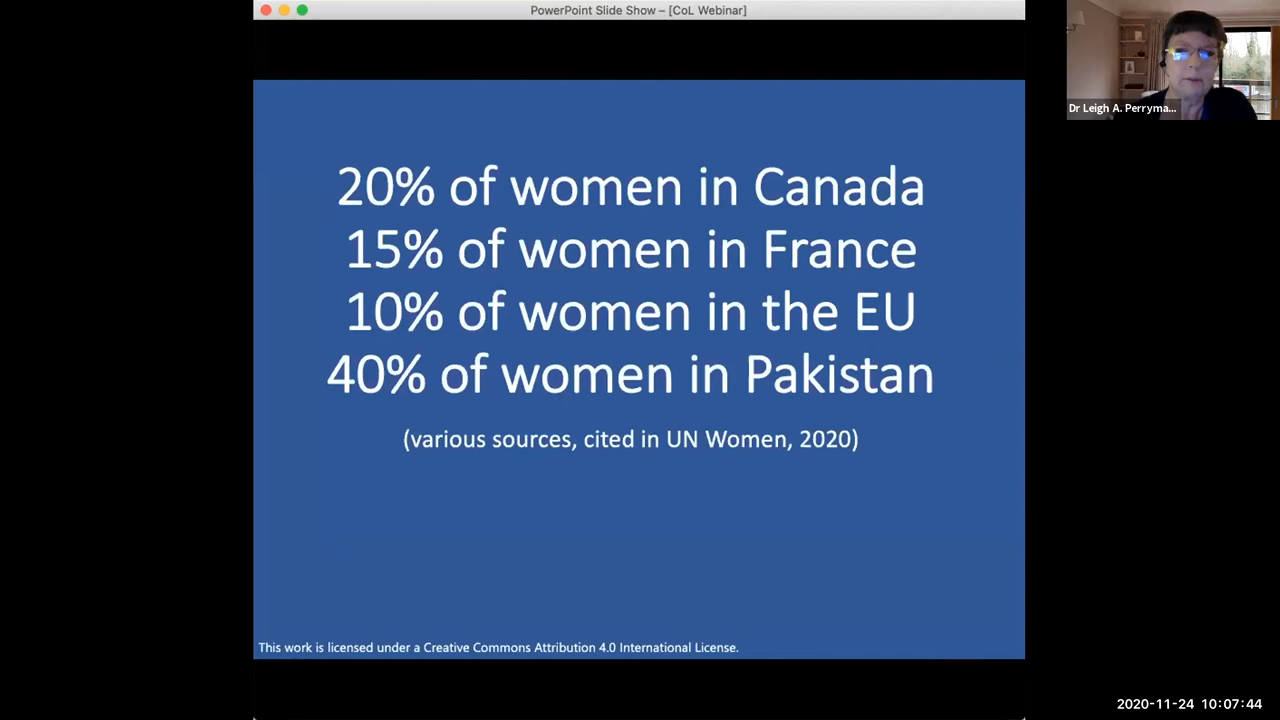 PowerPoint Slide Show – [CoL Webinar]
Dr Leigh A. Perryma...
20% of women in Canada
15% of women in France
10% of women in the EU
40% of women in Pakistan
(various sources, cited in UN Women, 2020)
This work is licensed under a Creative Commons Attribution 4.0 International License.
2020-11-24 10:07:44